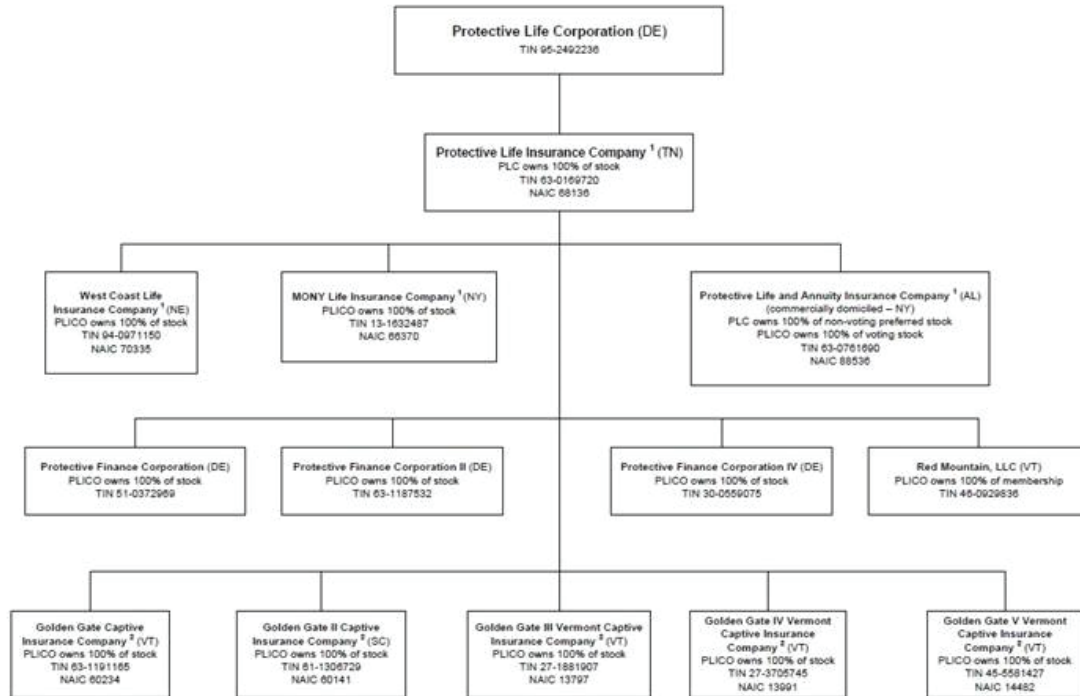 Protective Life Corporation (DE)
TIN 95-2492236
Protective Life Insurance Company ¹ (TN)
PLC owns 100% of stock
TIN 63-0169720
NAIC 68136
West Coast Life
Insurance Company ¹ (NE)
PLICO owns 100% of stock
TIN 94-0971150
NAIC 70335
MONY Life Insurance Company ¹ (NY)
PLICO owns 100% of stock
TIN 13-1632487
NAIC 66370
Protective Life and Annuity Insurance Company ¹ (AL)
(commercially domiciled – NY)
PLC owns 100% of non-voting preferred stock
PLICO owns 100% of voting stock
TIN 63-0761690
NAIC 88536
Protective Finance Corporation (DE)
PLICO owns 100% of stock
TIN 51-0372969
Protective Finance Corporation II (DE)
PLICO owns 100% of stock
TIN 63-1187532
Protective Finance Corporation IV (DE)
PLICO owns 100% of stock
TIN 30-0559075
Red Mountain, LLC (VT)
PLICO owns 100% of membership
TIN 46-0929836
Golden Gate Captive
Insurance Company ² (VT)
PLICO owns 100% of stock
TIN 63-1191165
NAIC 60234
Golden Gate II Captive
Insurance Company ² (SC)
PLICO owns 100% of stock
TIN 61-1306729
NAIC 60141
Golden Gate III Vermont Captive
Insurance Company ² (VT)
PLICO owns 100% of stock
TIN 27-1881907
NAIC 13797
Golden Gate IV Vermont
Captive Insurance
Company ² (VT)
PLICO owns 100% of stock
TIN 27-3705745
NAIC 13991
Golden Gate V Vermont
Captive Insurance
Company ² (VT)
PLICO owns 100% of stock
TIN 45-5581427
NAIC 14482